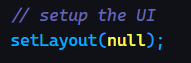 // setup the UI
setLayout(null);